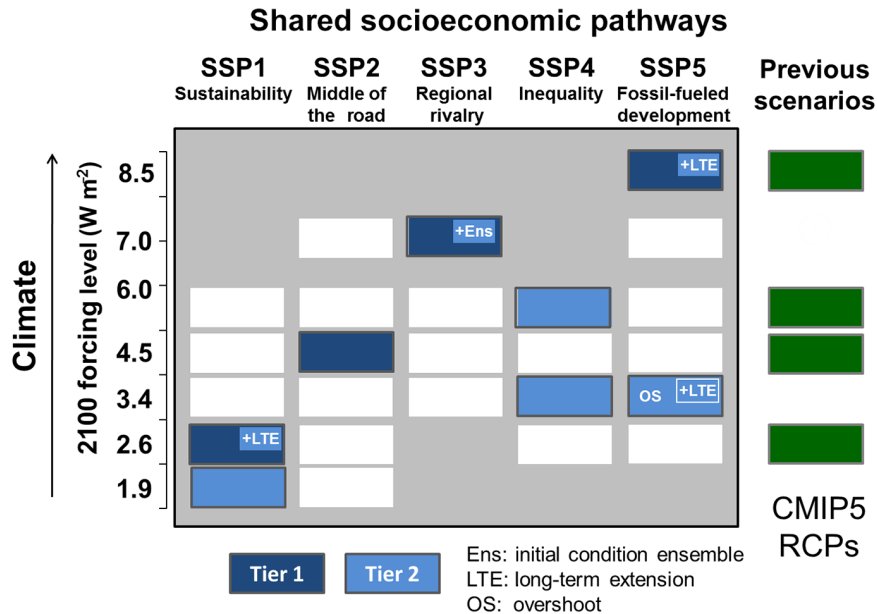 Shared socioeconomic pathways
SSP1
Sustainability
SSP2
Middle of
the road
SSP3
Regional
rivalry
SSP4
Inequality
SSP5
Fossil-fueled
development
Previous
scenarios
Climate
2100 forcing level (W m⁻²)
8.5
7.0
6.0
4.5
3.4
2.6
1.9
+LTE
+Ens
OS
+LTE
+LTE
CMIP5
RCPs
Tier 1
Tier 2
Ens: initial condition ensemble
LTE: long-term extension
OS: overshoot